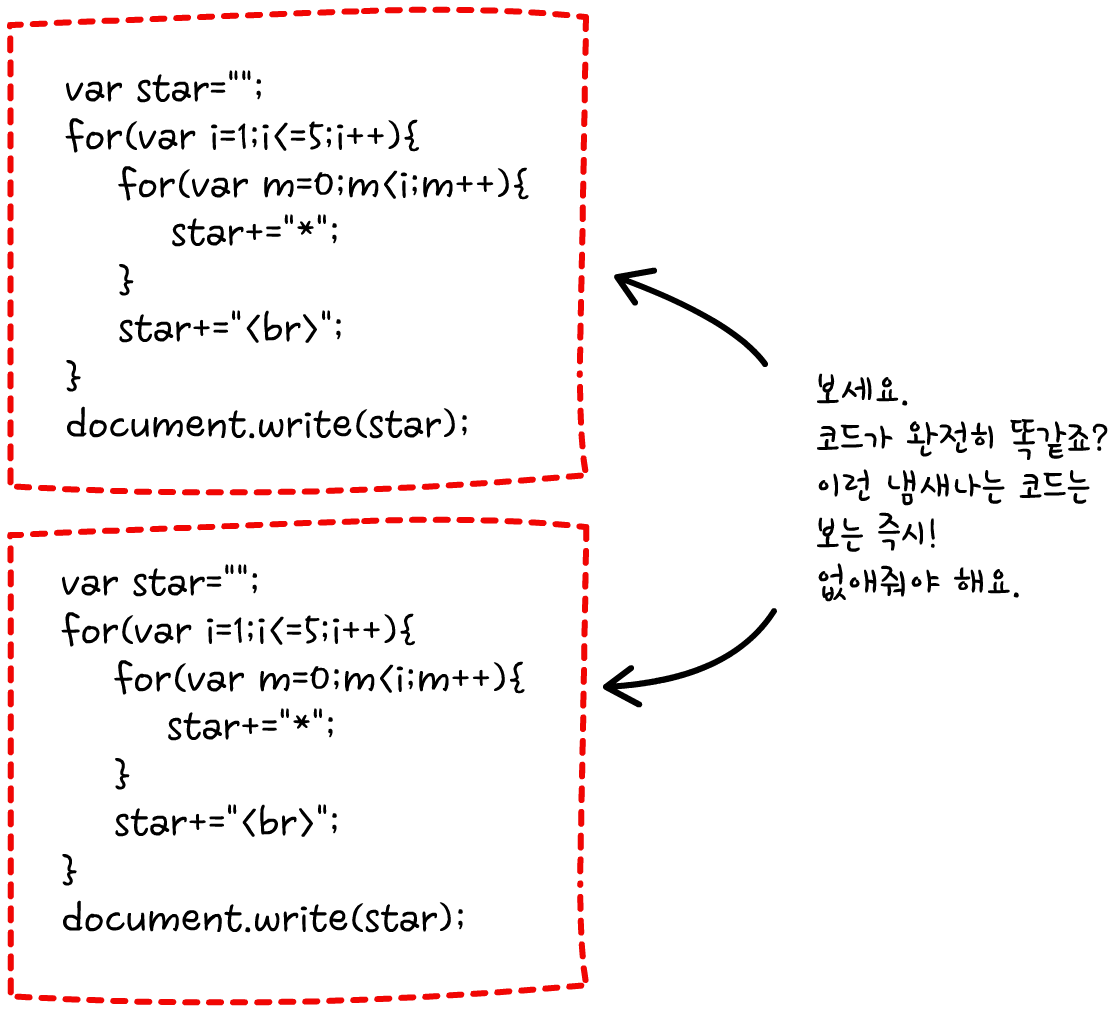 var star="";
for(var i=1;i<=5;i++){
for(var m=0;m<i;m++){
star+="*";
}
star+="<br>";
}
document.write(star);
보세요.
코드가 완전히 똑같죠?
이런 냄새나는 코드는
보는 즉시!
없애줘야 해요.
var star="";
for(var i=1;i<=5;i++){
for(var m=0;m<i;m++){
star+="*";
}
star+="<br>";
}
document.write(star);